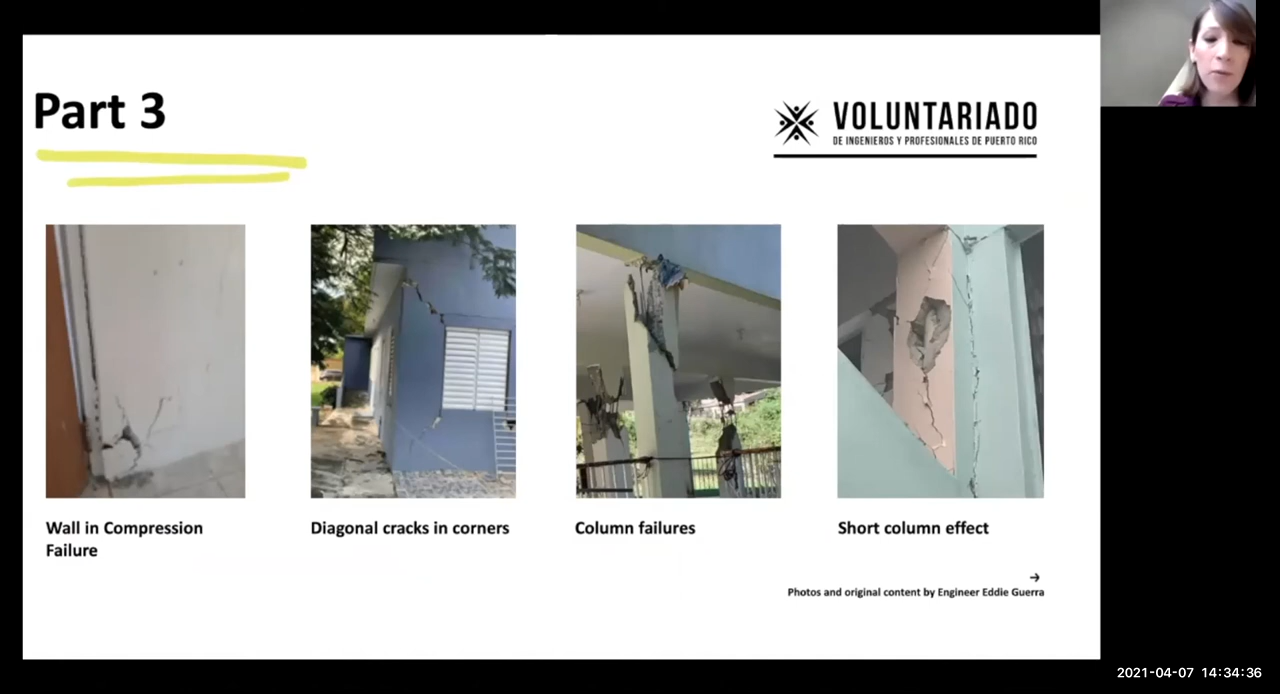 Part 3
VOLUNTARIADO
DE INGENIEROS Y PROFESIONALES DE PUERTO RICO
Wall in Compression
Failure
Diagonal cracks in corners
Column failures
Short column effect
→
Photos and original content by Engineer Eddie Guerra
2021-04-07 14:34:36